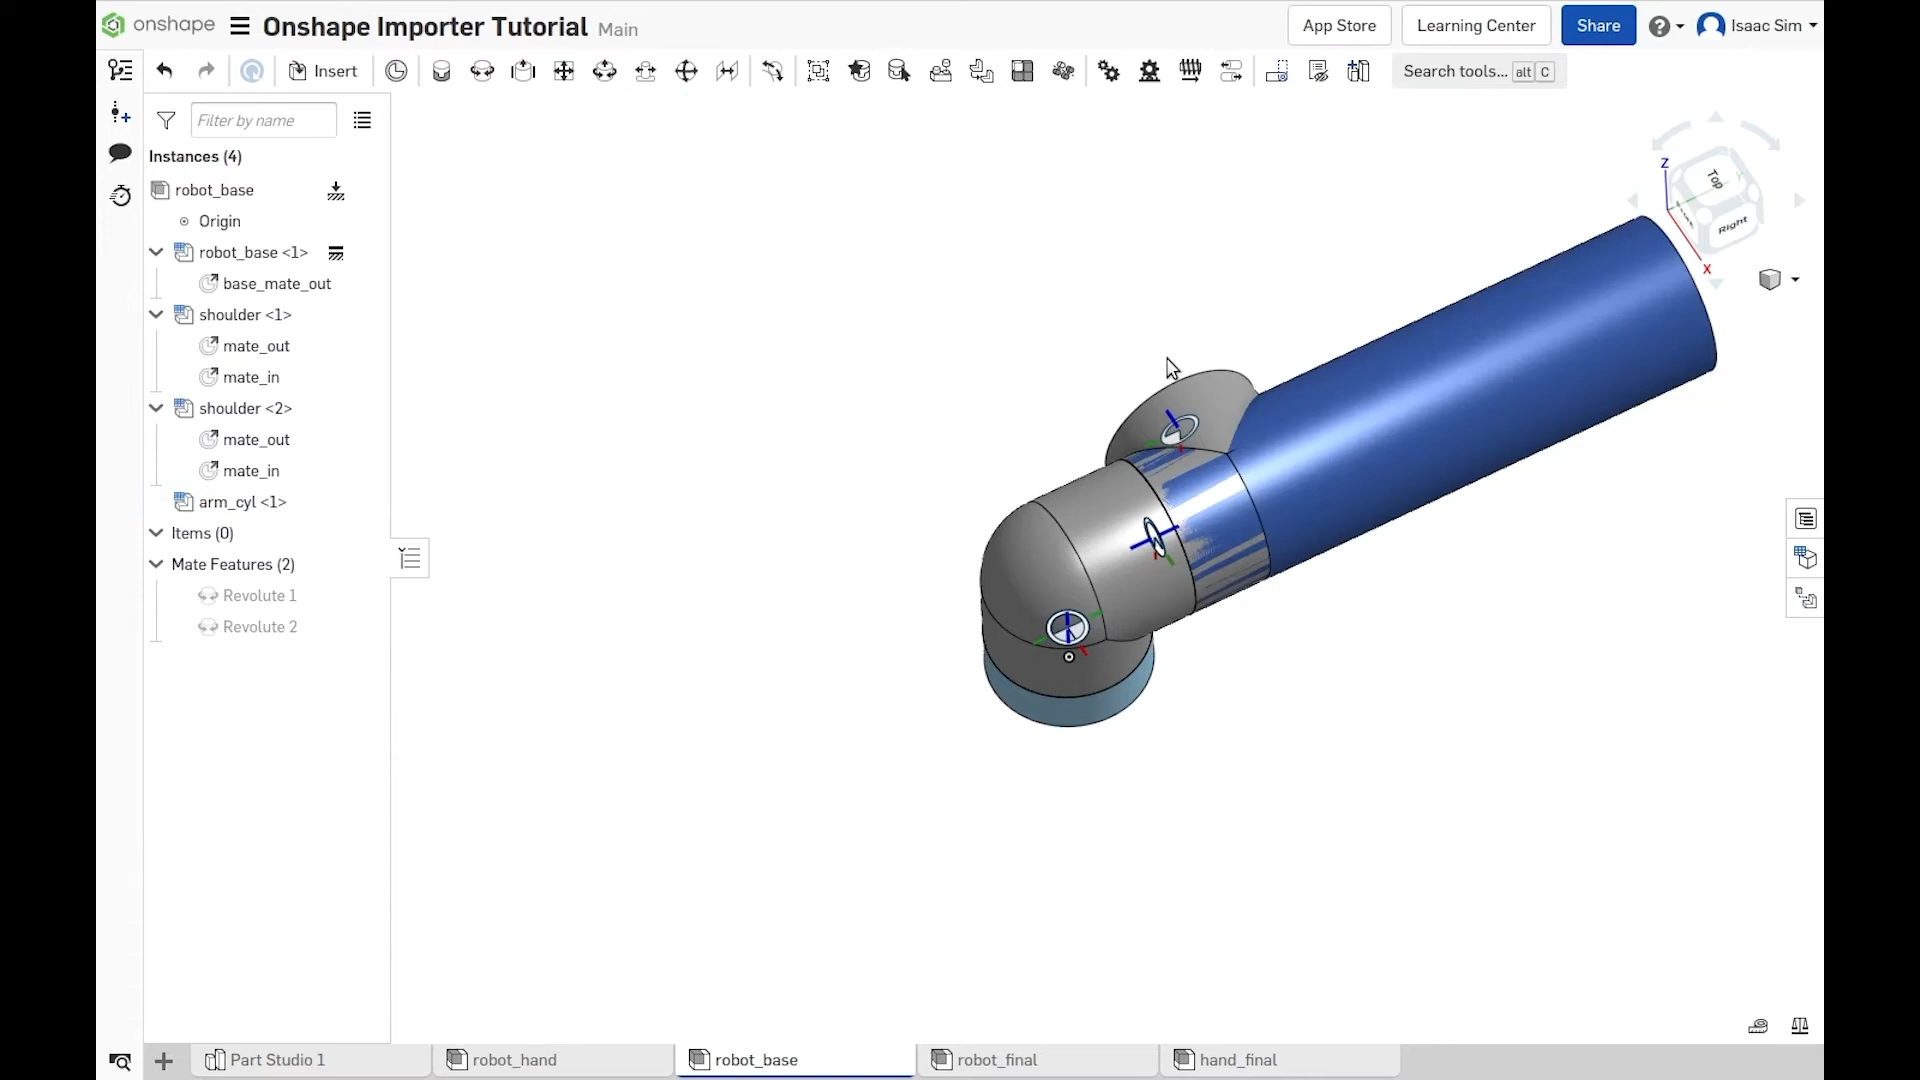 onshape Onshape Importer Tutorial Main App Store Learning Center Share ? Isaac Sim
Insert Search tools... alt C
Filter by name
Instances (4)
robot_base
Origin
robot_base <1>
base_mate_out
shoulder <1>
mate_out
mate_in
shoulder <2>
mate_out
mate_in
arm_cyl <1>
Items (0)
Mate Features (2)
Revolute 1
Revolute 2
Z
Top
Right
X
Part Studio 1 robot_hand robot_base robot_final hand_final